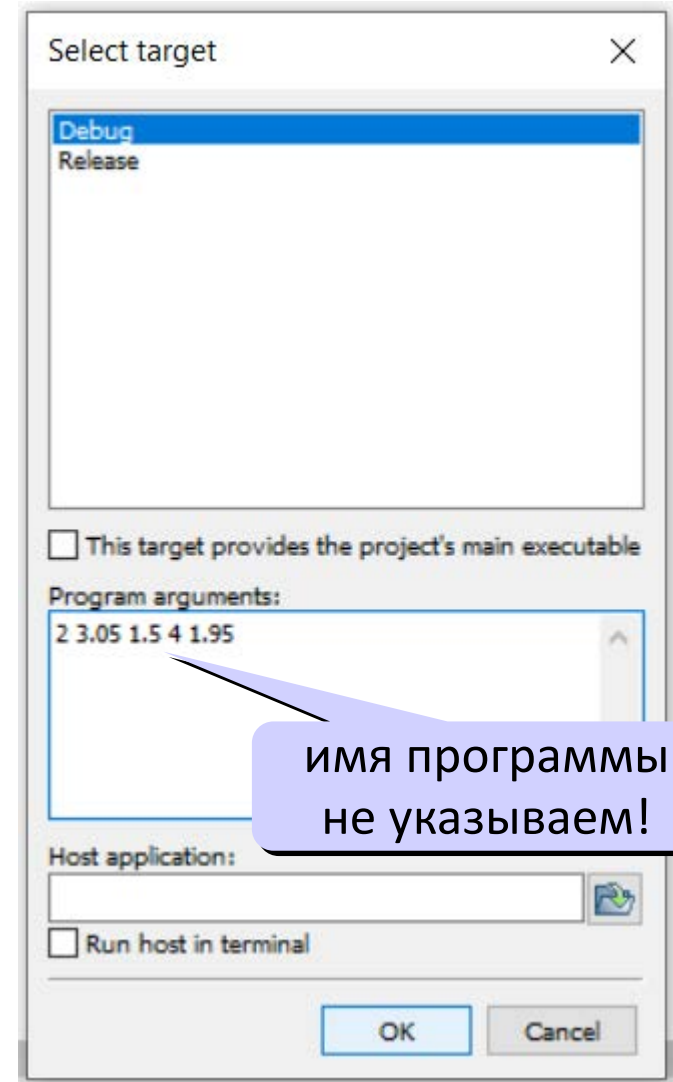 Select target
Debug
Release
This target provides the project's main executable
Program arguments:
2 3.05 1.5 4 1.95
имя программы
не указываем!
Host application:
Run host in terminal
OK
Cancel